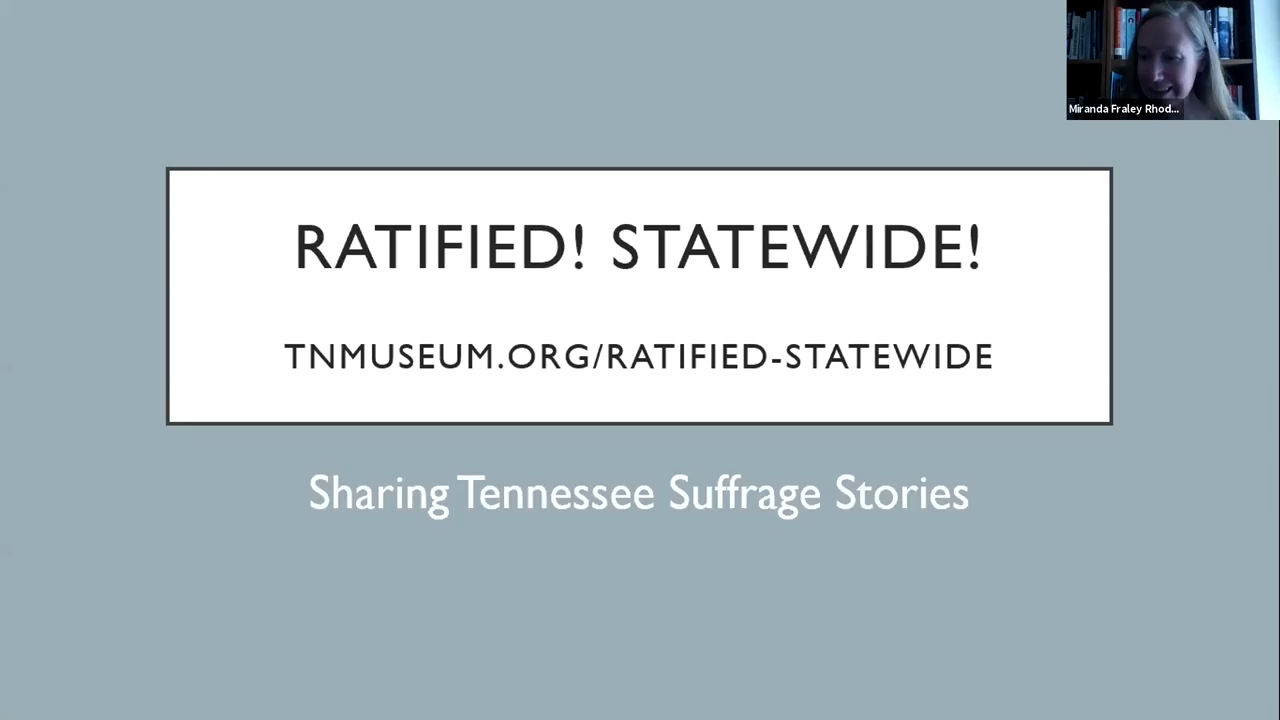 Miranda Fraley Rhod...
RATIFIED! STATEWIDE!
TNMUSEUM.ORG/RATIFIED-STATEWIDE
Sharing Tennessee Suffrage Stories